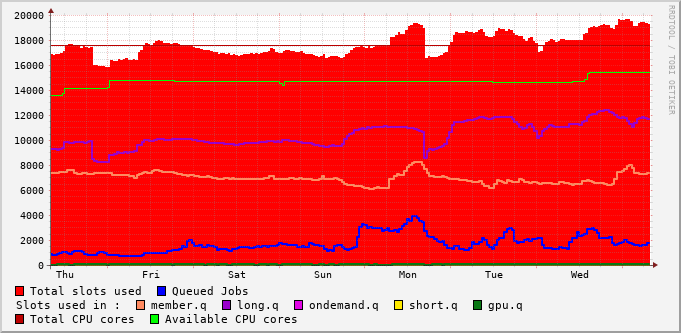 RRDTOOL / TOBI OETIKER
20000
18000
16000
14000
12000
10000
8000
6000
4000
2000
0
Thu Fri Sat Sun Mon Tue Wed
Total slots used Queued Jobs
Slots used in : member.q long.q ondemand.q short.q gpu.q
Total CPU cores Available CPU cores